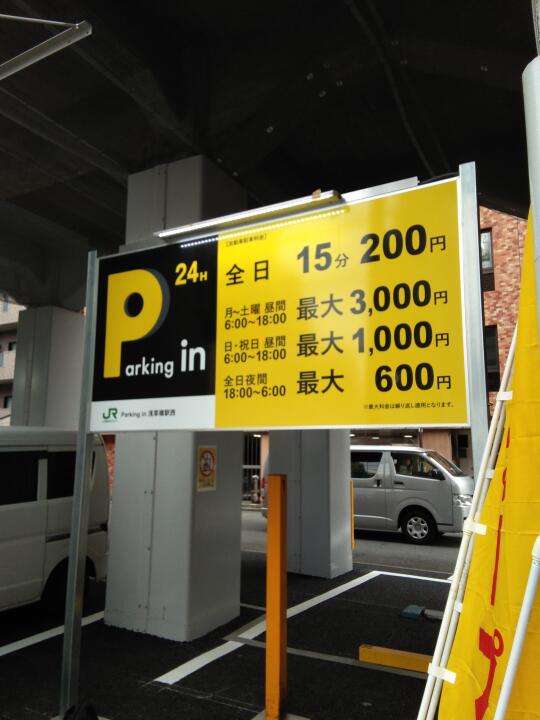 [自動車駐車料金]
24H
Parking in
全日 15分 200円
月～土曜 昼間
6:00～18:00 最大 3,000円
日・祝日 昼間
6:00～18:00 最大 1,000円
全日夜間
18:00～6:00 最大 600円
※最大料金は繰り返し適用となります。
JR Parking in 浅草橋駅西